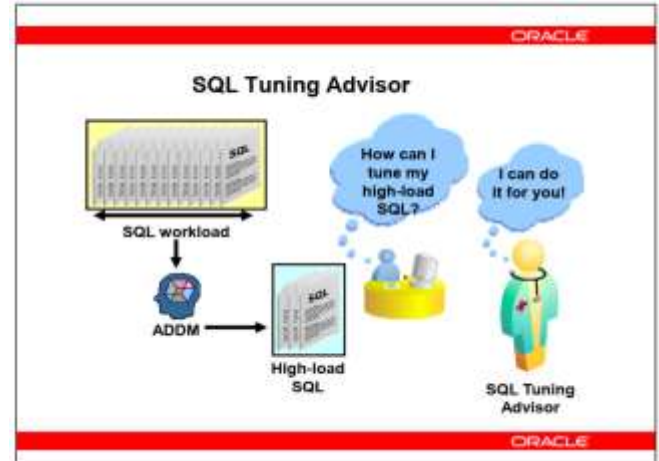 ORACLE
SQL Tuning Advisor
SQL
SQL workload
How can I
tune my
high-load
SQL?
I can do
it for you!
ADDM
SQL
High-load
SQL
SQL Tuning
Advisor
ORACLE